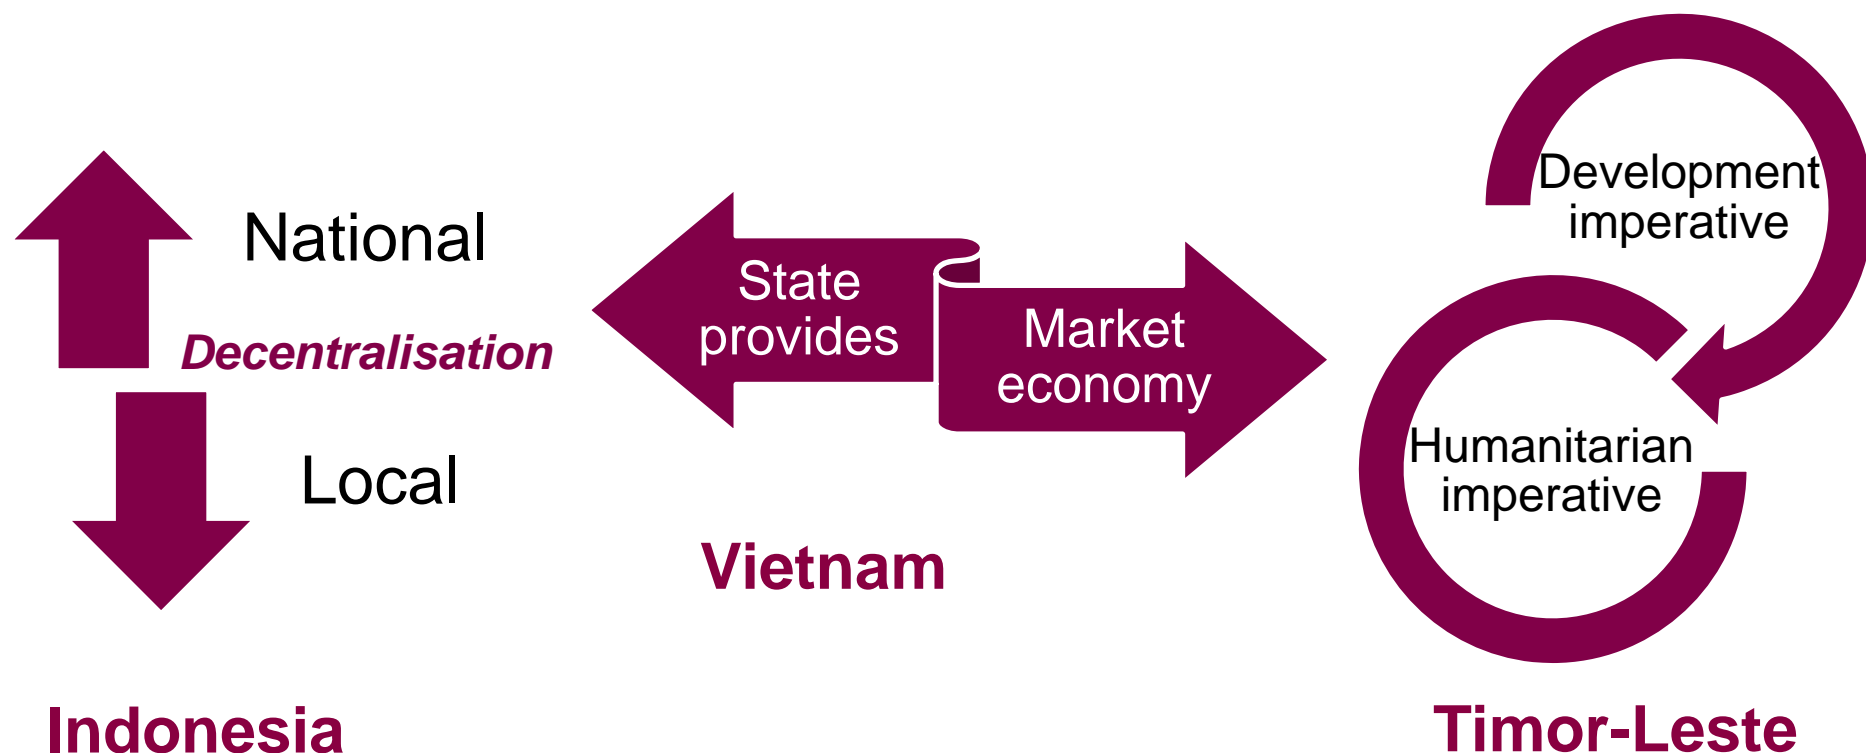 National
Decentralisation
Local
Indonesia
State
provides
Market
economy
Vietnam
Development
imperative
Humanitarian
imperative
Timor-Leste